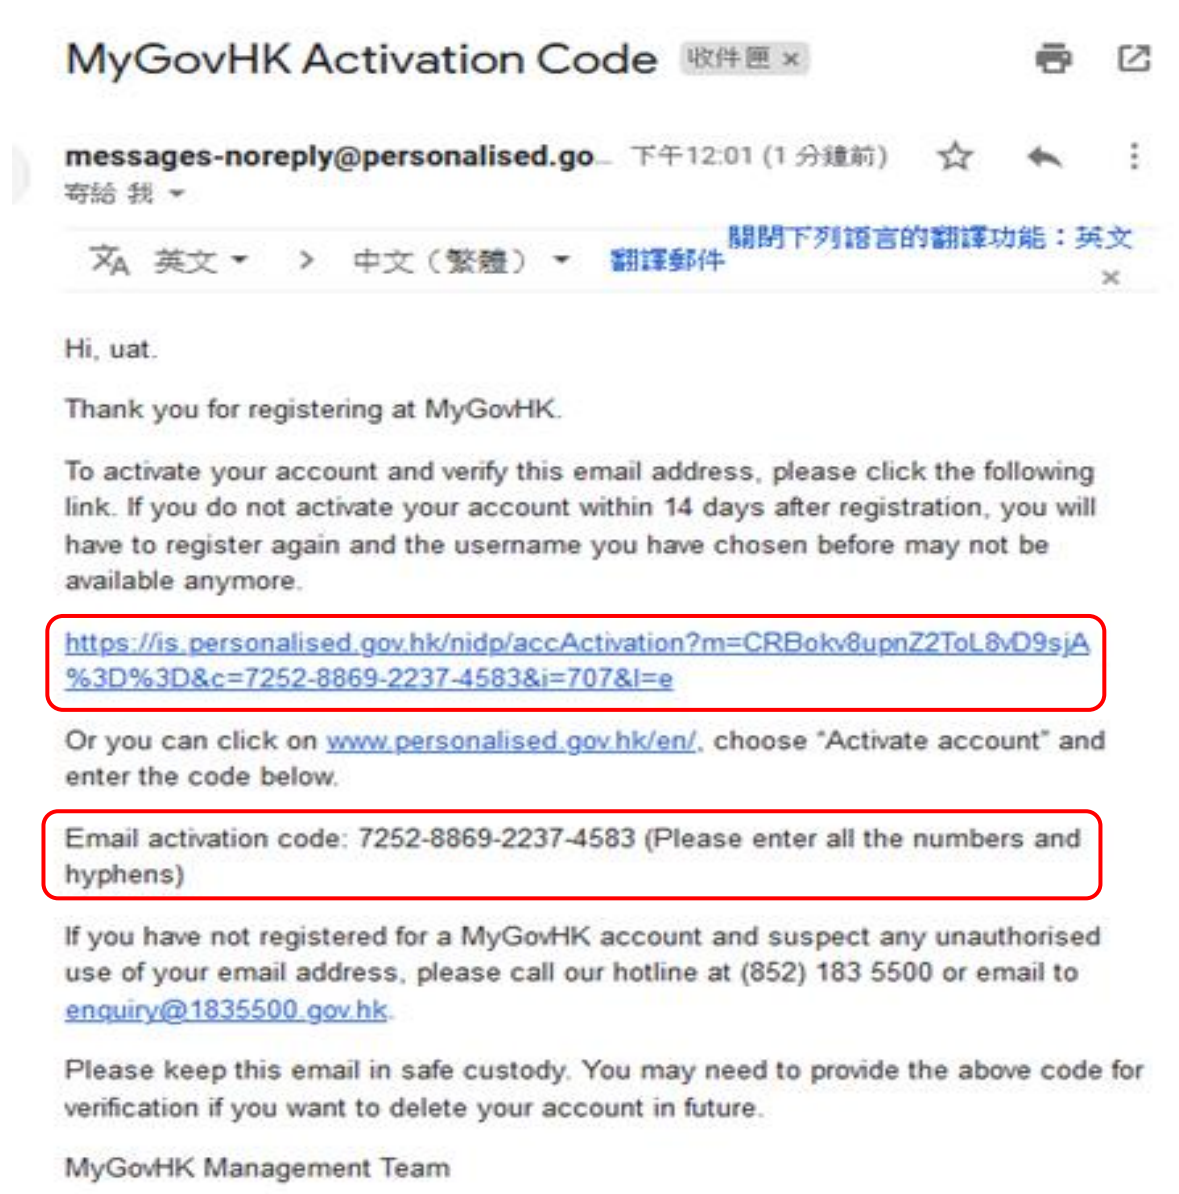 MyGovHK Activation Code 收件匣 ×
messages-noreply@personalised.go... 下午12:01 (1 分鐘前)
寄給 我
文A 英文 > 中文（繁體） 翻譯郵件 關閉下列語言的翻譯功能：英文 ×
Hi, uat.
Thank you for registering at MyGovHK.
To activate your account and verify this email address, please click the following
link. If you do not activate your account within 14 days after registration, you will
have to register again and the username you have chosen before may not be
available anymore.
https://is.personalised.gov.hk/nidp/accActivation?m=CRBokv8upnZ2ToL8vD9sjA
%3D%3D&c=7252-8869-2237-4583&i=707&l=e
Or you can click on www.personalised.gov.hk/en/, choose “Activate account” and
enter the code below.
Email activation code: 7252-8869-2237-4583 (Please enter all the numbers and
hyphens)
If you have not registered for a MyGovHK account and suspect any unauthorised
use of your email address, please call our hotline at (852) 183 5500 or email to
enquiry@1835500.gov.hk.
Please keep this email in safe custody. You may need to provide the above code for
verification if you want to delete your account in future.
MyGovHK Management Team